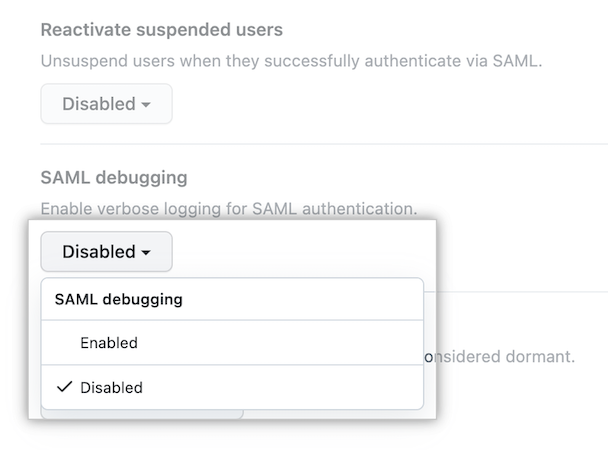 Reactivate suspended users
Unsuspend users when they successfully authenticate via SAML.
Disabled
SAML debugging
Enable verbose logging for SAML authentication.
Disabled
SAML debugging
Enabled
considered dormant.
Disabled